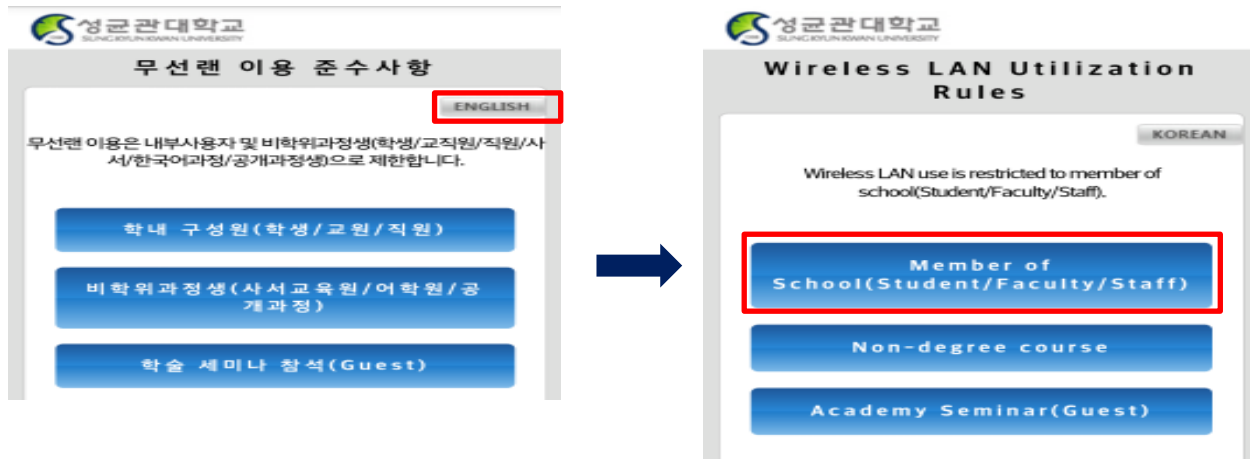 성균관대학교
SUNGKYUNKWAN UNIVERSITY
무선랜 이용 준수사항
ENGLISH
무선랜 이용은 내부사용자 및 비학위과정생(학생/교직원/직원/사
서/한국어과정/공개과정생)으로 제한합니다.
학내 구성원(학생/교원/직원)
비학위과정생(사서교육원/어학원/공
개과정)
학술 세미나 참석(Guest)
성균관대학교
SUNGKYUNKWAN UNIVERSITY
Wireless LAN Utilization
Rules
KOREAN
Wireless LAN use is restricted to member of
school(Student/Faculty/Staff).
Member of
School(Student/Faculty/Staff)
Non-degree course
Academy Seminar(Guest)